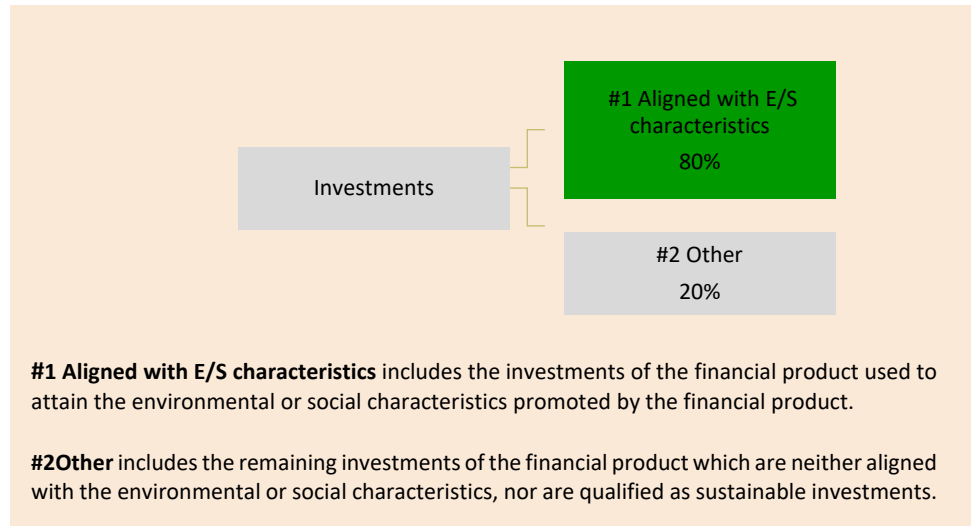 #1 Aligned with E/S
characteristics
80%
Investments
#2 Other
20%
#1 Aligned with E/S characteristics includes the investments of the financial product used to
attain the environmental or social characteristics promoted by the financial product.
#2Other includes the remaining investments of the financial product which are neither aligned
with the environmental or social characteristics, nor are qualified as sustainable investments.